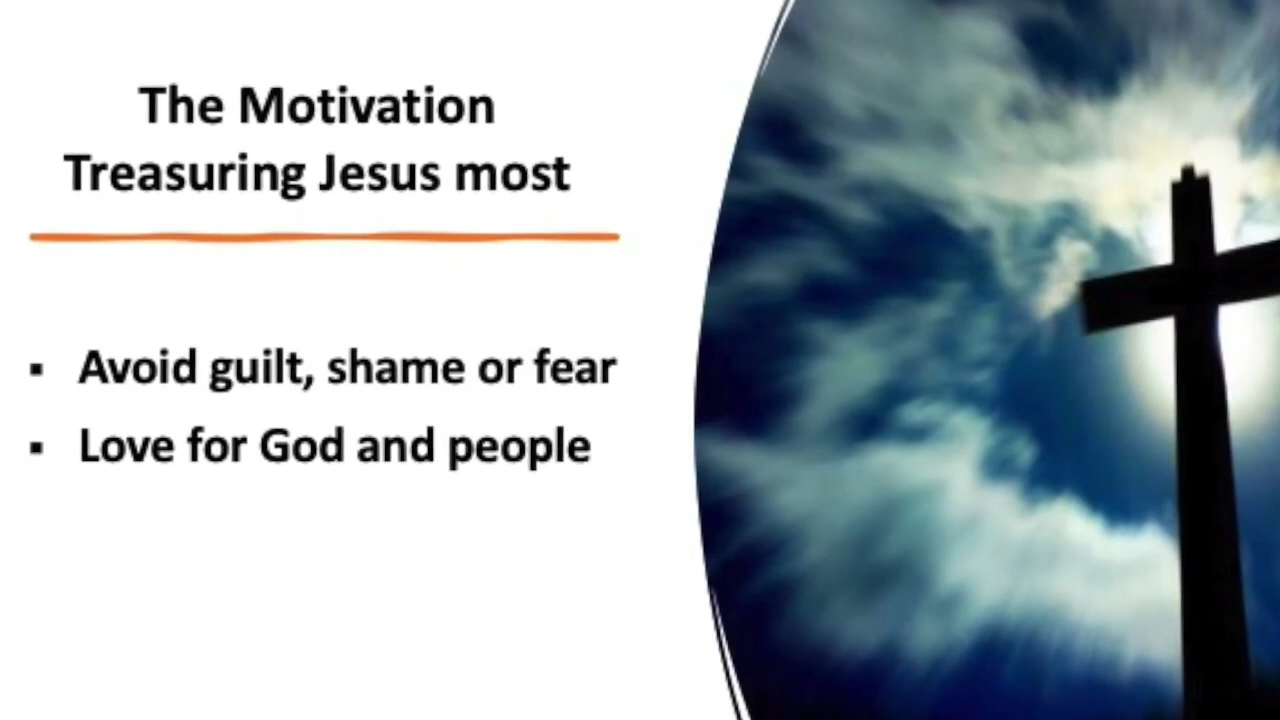 The Motivation
Treasuring Jesus most
▪ Avoid guilt, shame or fear
▪ Love for God and people